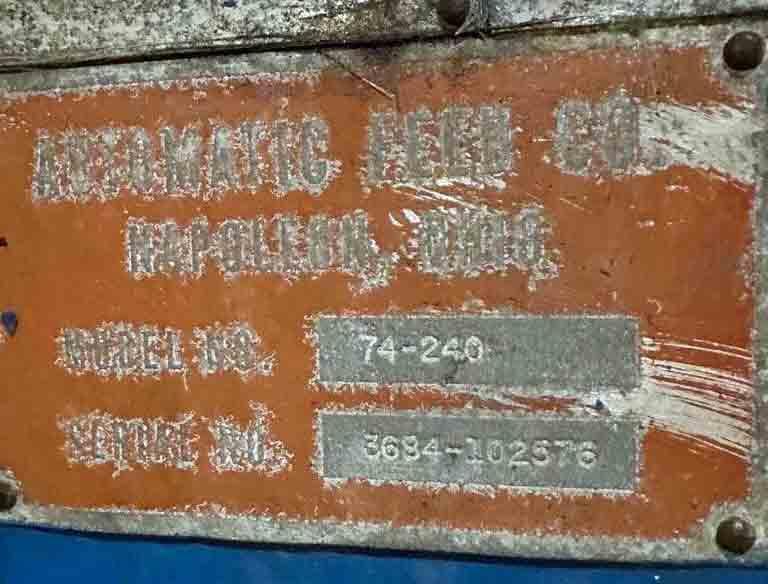 AUTOMATIC FEED CO.
NAPOLEON, OHIO
MODEL NO. 74-240
SERIAL NO. 3684-102576